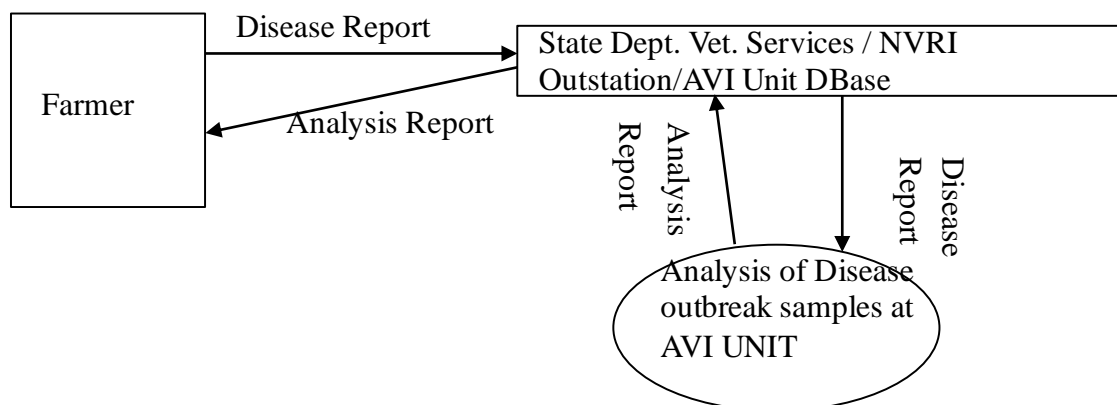 Disease Report
State Dept. Vet. Services / NVRI
Outstation/AVI Unit DBase
Farmer
Analysis Report
Analysis
Report
Disease
Report
Analysis of Disease
outbreak samples at
AVI UNIT